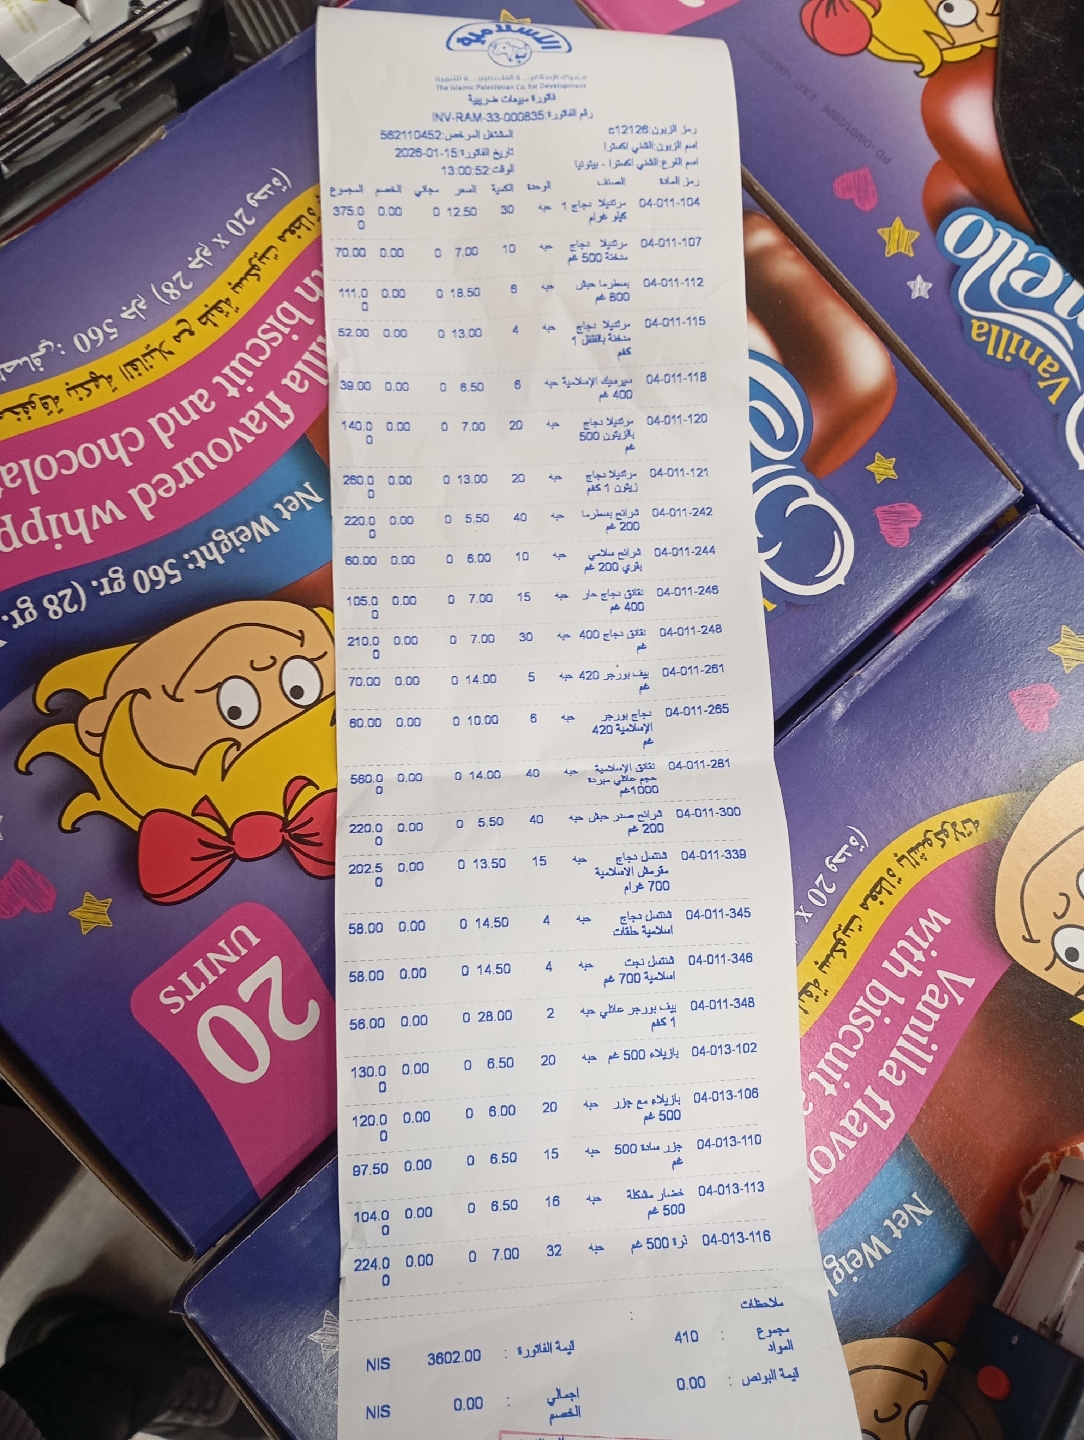 الإسلامية
The Islamic Palestinian Co. for Development
فاتورة مبيعات ضريبية
رقم الفاتورة:INV-RAM-33-000835
رمز الزبون:c12126 المشتغل المرخص:562110452
اسم الزبون:الشني اكسترا تاريخ الفاتورة:15-01-2026
اسم الفرع:الشني اكسترا - بيتونيا الوقت:13:00:52
رمز المادة الصنف الوحدة الكمية السعر مجاني الخصم المجموع
04-011-104 مرتديلا دجاج 1 كيلو غرام حبه 30 12.50 0 0.00 375.00
04-011-107 مرتديلا دجاج مدخنة 500 غم حبه 10 7.00 0 0.00 70.00
04-011-112 بسطرما حبش 800 غم حبه 6 18.50 0 0.00 111.00
04-011-115 مرتديلا دجاج مدخنة بالفلفل 1 كغم حبه 4 13.00 0 0.00 52.00
04-011-118 الإسلامية 400 غم حبه 6 6.50 0 0.00 39.00
04-011-120 مرتديلا دجاج بالزيتون 500 غم حبه 20 7.00 0 0.00 140.00
04-011-121 مرتديلا دجاج زيتون 1 كغم حبه 20 13.00 0 0.00 260.00
04-011-242 شرائح بسطرما 200 غم حبه 40 5.50 0 0.00 220.00
04-011-244 شرائح سلامي بقري 200 غم حبه 10 6.00 0 0.00 60.00
04-011-246 نقانق دجاج حار 400 غم حبه 15 7.00 0 0.00 105.00
04-011-248 نقانق دجاج 400 غم حبه 30 7.00 0 0.00 210.00
04-011-261 بيف بورجر 420 غم حبه 5 14.00 0 0.00 70.00
04-011-265 دجاج بورجر الإسلامية 420 غم حبه 6 10.00 0 0.00 60.00
04-011-281 نقانق الإسلامية حجم عائلي مبردة 1000غم حبه 40 14.00 0 0.00 560.00
04-011-300 شرائح صدر حبش 200 غم حبه 40 5.50 0 0.00 220.00
04-011-339 شنتسل دجاج مقرمش الاسلامية 700 غرام حبه 15 13.50 0 0.00 202.50
04-011-345 شنتسل دجاج اسلامية حلقات حبه 4 14.50 0 0.00 58.00
04-011-346 شنتسل نجت اسلامية 700 غم حبه 4 14.50 0 0.00 58.00
04-011-348 بيف بورجر عائلي 1 كغم حبه 2 28.00 0 0.00 56.00
04-013-102 بازيلاء 500 غم حبه 20 6.50 0 0.00 130.00
04-013-106 بازيلاء مع جزر 500 غم حبه 20 6.00 0 0.00 120.00
04-013-110 جزر سادة 500 غم حبه 15 6.50 0 0.00 97.50
04-013-113 خضار مشكلة 500 غم حبه 16 6.50 0 0.00 104.00
04-013-116 ذرة 500 غم حبه 32 7.00 0 0.00 224.00
ملاحظات :
مجموع المواد : 410 قيمة الفاتورة : 3602.00 NIS
قيمة البونص : 0.00 اجمالي الخصم : 0.00 NIS
flavoured whipp
biscuit and chocola
Net Weight: 560 gr. (28 gr.
20
UNITS
Vanilla
Vanilla flavou
with biscuit
Net Weigh